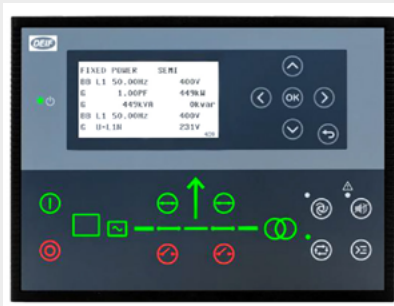 DEIF
FIXED POWER SEMI
BB L1 50.00Hz 400V
G 1.00PF 449kW
G 449kVA 0kvar
BB L1 50.00Hz 400V
G U-L1N 231V
OK